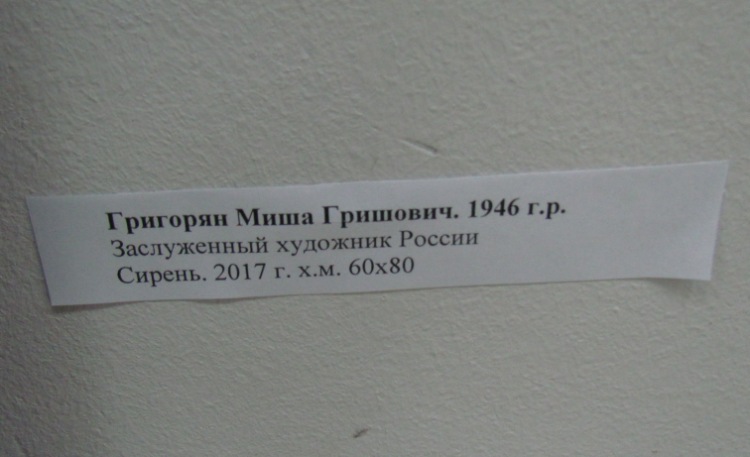 Григорян Миша Гришович. 1946 г.р.
Заслуженный художник России
Сирень. 2017 г. х.м. 60х80